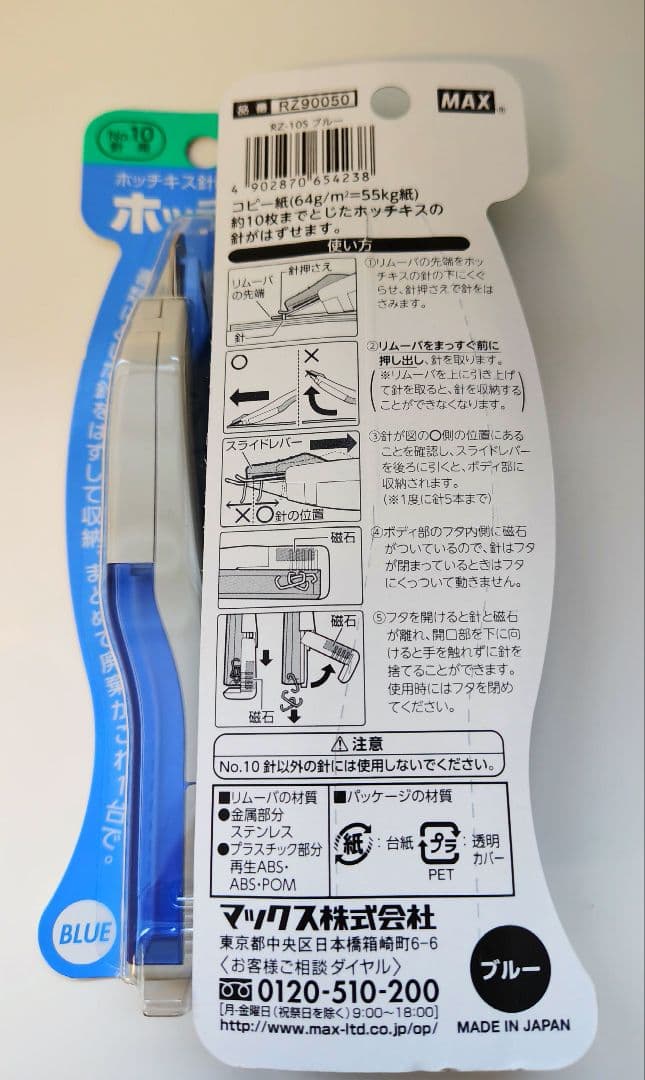 No 10
針用
ホッチキス針
ホッ
はずして収納、まとめて廃棄がこれ1台で。
BLUE
品番 RZ90050
MAX®
RZ-10S ブルー
4 902870 654238
コピー紙(64g/m²=55kg紙)
約10枚までとじたホッチキスの
針がはずせます。
使い方
リムーバ
の先端
針押さえ
針
①リムーバの先端をホッ
チキスの針の下にくぐ
らせ、針押さえで針をは
さみます。
○
×
②リムーバをまっすぐ前に
押し出し、針を取ります。
(※リムーバを上に引き上げ
て針を取ると、針を収納する
ことができなくなります。)
スライドレバー
×○針の位置
③針が図の○側の位置にある
ことを確認し、スライドレバー
を後ろに引くと、ボディ部に
収納されます。
(※1度に針5本まで)
磁石
④ボディ部のフタ内側に磁石
がついているので、針はフタ
が閉まっているときはフタ
にくっついて動きません。
磁石
磁石
⑤フタを開けると針と磁石
が離れ、開口部を下に向
けると手を触れずに針を
捨てることができます。
使用時にはフタを閉め
てください。
⚠注意
No.10 針以外の針には使用しないでください。
■リムーバの材質
●金属部分
ステンレス
●プラスチック部分
再生ABS・
ABS・POM
■パッケージの材質
紙:台紙
プラ:透明
カバー
PET
マックス株式会社
東京都中央区日本橋箱崎町6-6
〈お客様ご相談ダイヤル〉
0120-510-200
[月-金曜日(祝祭日を除く)9:00~18:00]
http://www.max-ltd.co.jp/op/
ブルー
MADE IN JAPAN